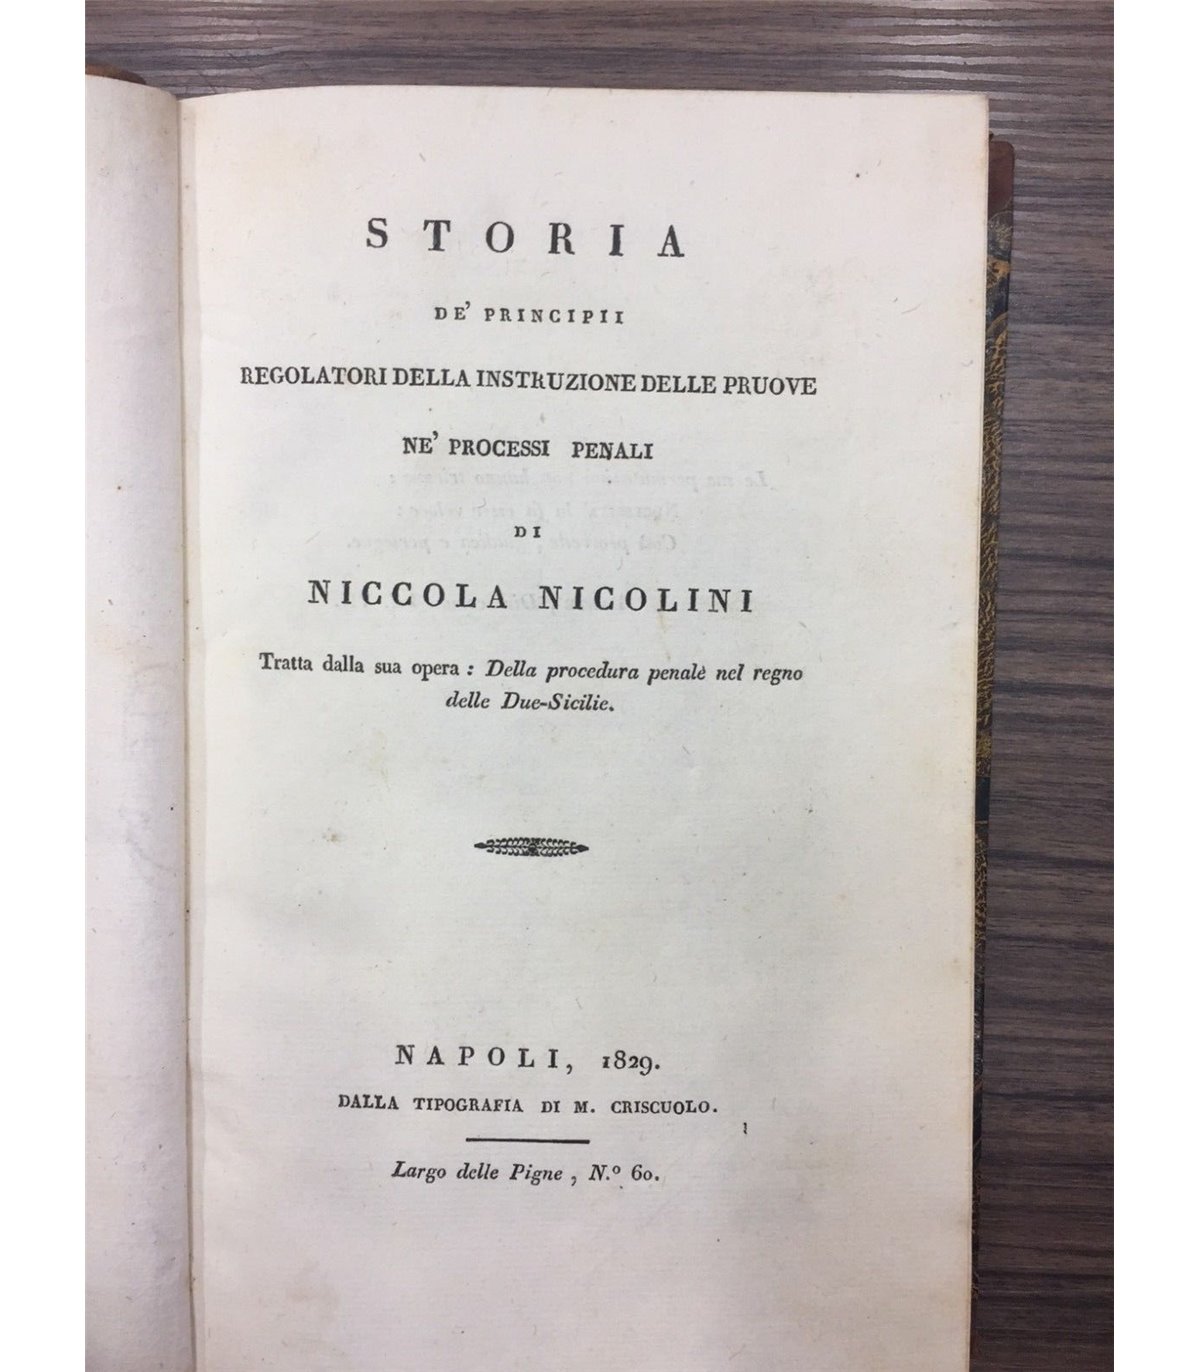 STORIA
DE' PRINCIPII
REGOLATORI DELLA INSTRUZIONE DELLE PRUOVE
NE' PROCESSI PENALI
DI
NICCOLA NICOLINI
Tratta dalla sua opera : Della procedura penale nel regno
delle Due-Sicilie.
NAPOLI, 1829.
DALLA TIPOGRAFIA DI M. CRISCUOLO.
Largo delle Pigne , N.º 60.